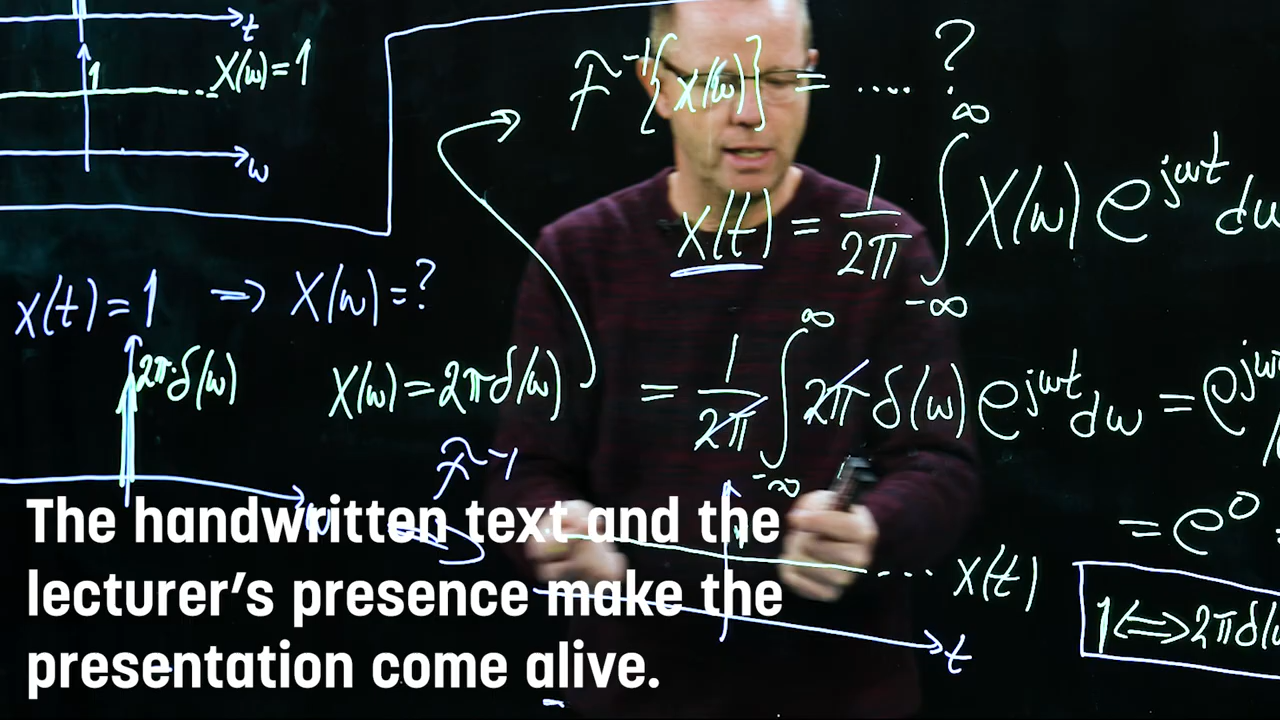 t
1
X(ω) = 1
ω
F⁻¹{X(ω)} = .... ?
x(t) = 1/2π ∫_{-∞}^{∞} X(ω) e^{jωt} dω
x(t) = 1 ⇒ X(ω) = ?
2πδ(ω)
X(ω) = 2πδ(ω)
= 1/2π ∫_{-∞}^{∞} 2π δ(ω) e^{jωt} dω = e^{jω
F⁻¹
= e⁰
... x(t)
t
1 ⇔ 2πδ(
The handwritten text and the
lecturer's presence make the
presentation come alive.